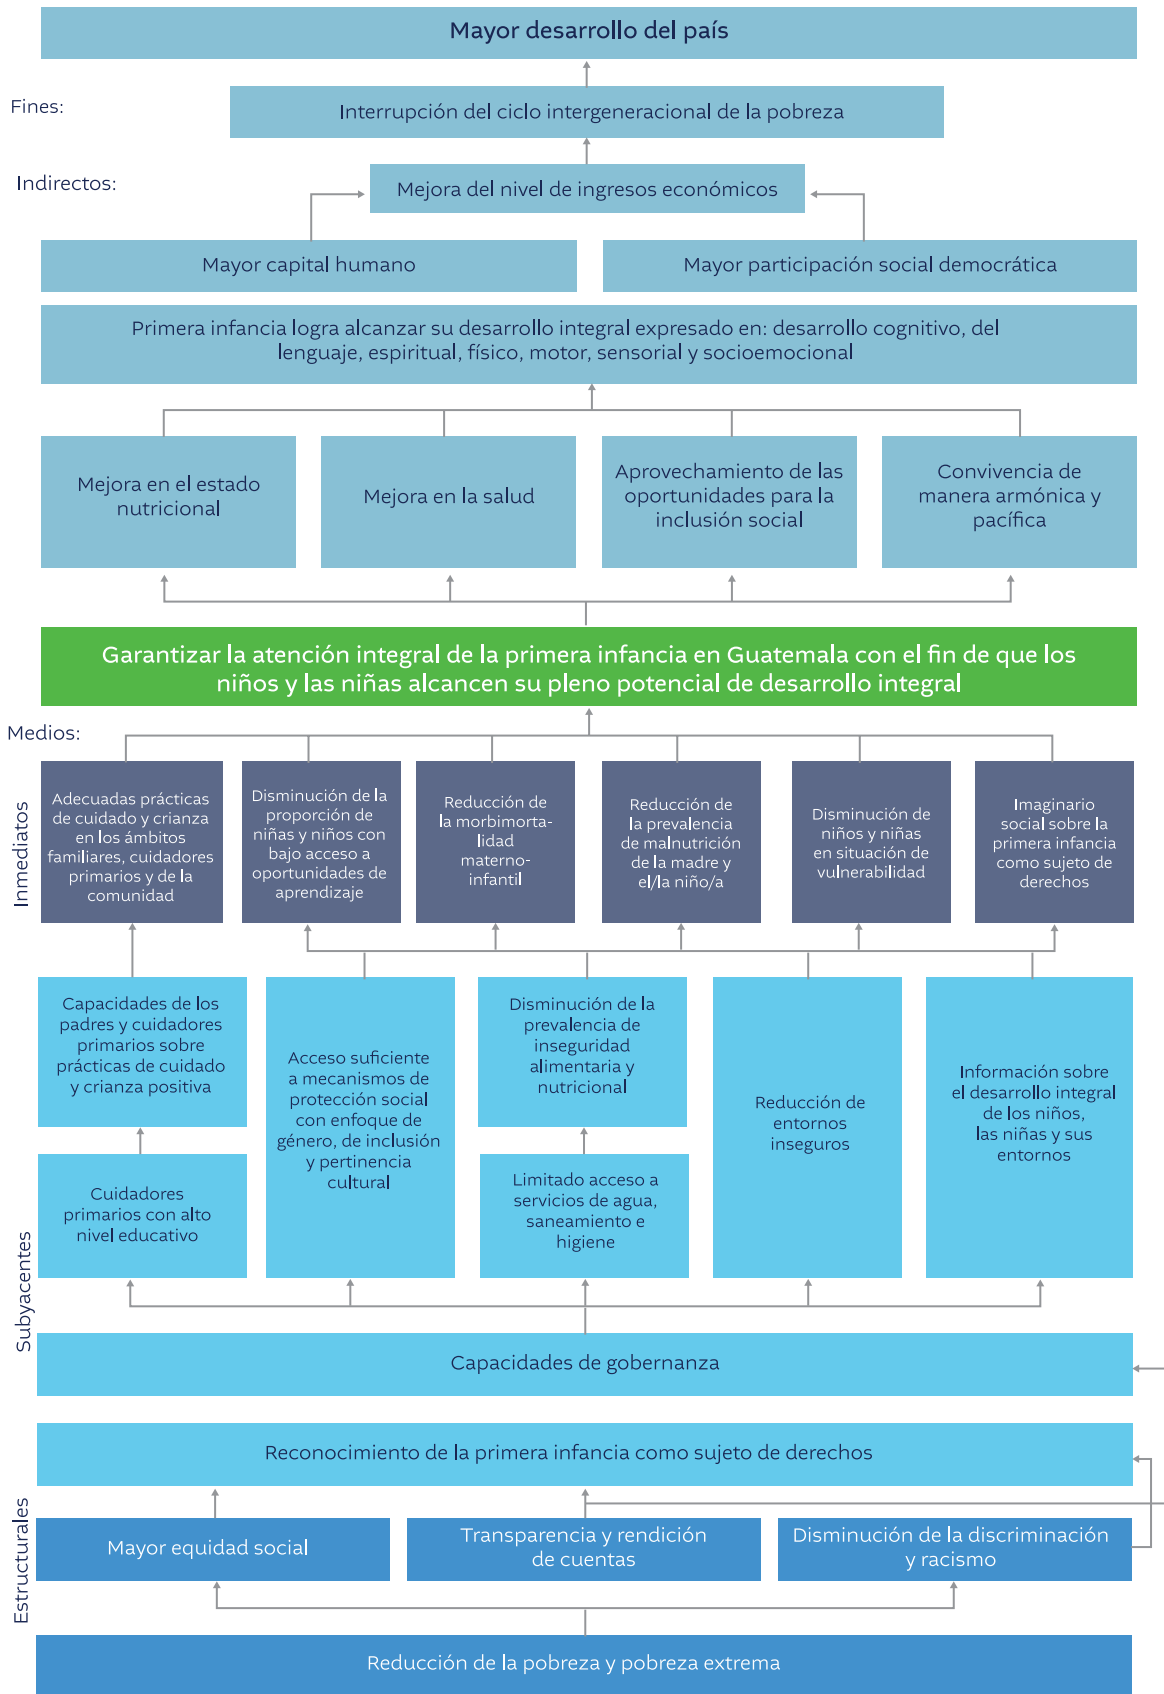 Mayor desarrollo del país
Fines:
Interrupción del ciclo intergeneracional de la pobreza
Indirectos:
Mejora del nivel de ingresos económicos
Mayor capital humano
Mayor participación social democrática
Primera infancia logra alcanzar su desarrollo integral expresado en: desarrollo cognitivo, del
lenguaje, espiritual, físico, motor, sensorial y socioemocional
Mejora en el estado
nutricional
Mejora en la salud
Aprovechamiento de las
oportunidades para la
inclusión social
Convivencia de
manera armónica y
pacífica
Garantizar la atención integral de la primera infancia en Guatemala con el fin de que los
niños y las niñas alcancen su pleno potencial de desarrollo integral
Medios:
Inmediatos
Adecuadas prácticas
de cuidado y crianza
en los ámbitos
familiares, cuidadores
primarios y de la
comunidad
Disminución de la
proporción de
niñas y niños con
bajo acceso a
oportunidades de
aprendizaje
Reducción de
la morbimorta-
lidad
materno-
infantil
Reducción de
la prevalencia
de malnutrición
de la madre y
el/la niño/a
Disminución de
niños y niñas
en situación de
vulnerabilidad
Imaginario
social sobre la
primera infancia
como sujeto de
derechos
Subyacentes
Capacidades de los
padres y cuidadores
primarios sobre
prácticas de cuidado
y crianza positiva
Cuidadores
primarios con alto
nivel educativo
Acceso suficiente
a mecanismos de
protección social
con enfoque de
género, de inclusión
y pertinencia
cultural
Disminución de la
prevalencia de
inseguridad
alimentaria y
nutricional
Limitado acceso a
servicios de agua,
saneamiento e
higiene
Reducción de
entornos
inseguros
Información sobre
el desarrollo integral
de los niños,
las niñas y sus
entornos
Capacidades de gobernanza
Reconocimiento de la primera infancia como sujeto de derechos
Estructurales
Mayor equidad social
Transparencia y rendición
de cuentas
Disminución de la discriminación
y racismo
Reducción de la pobreza y pobreza extrema